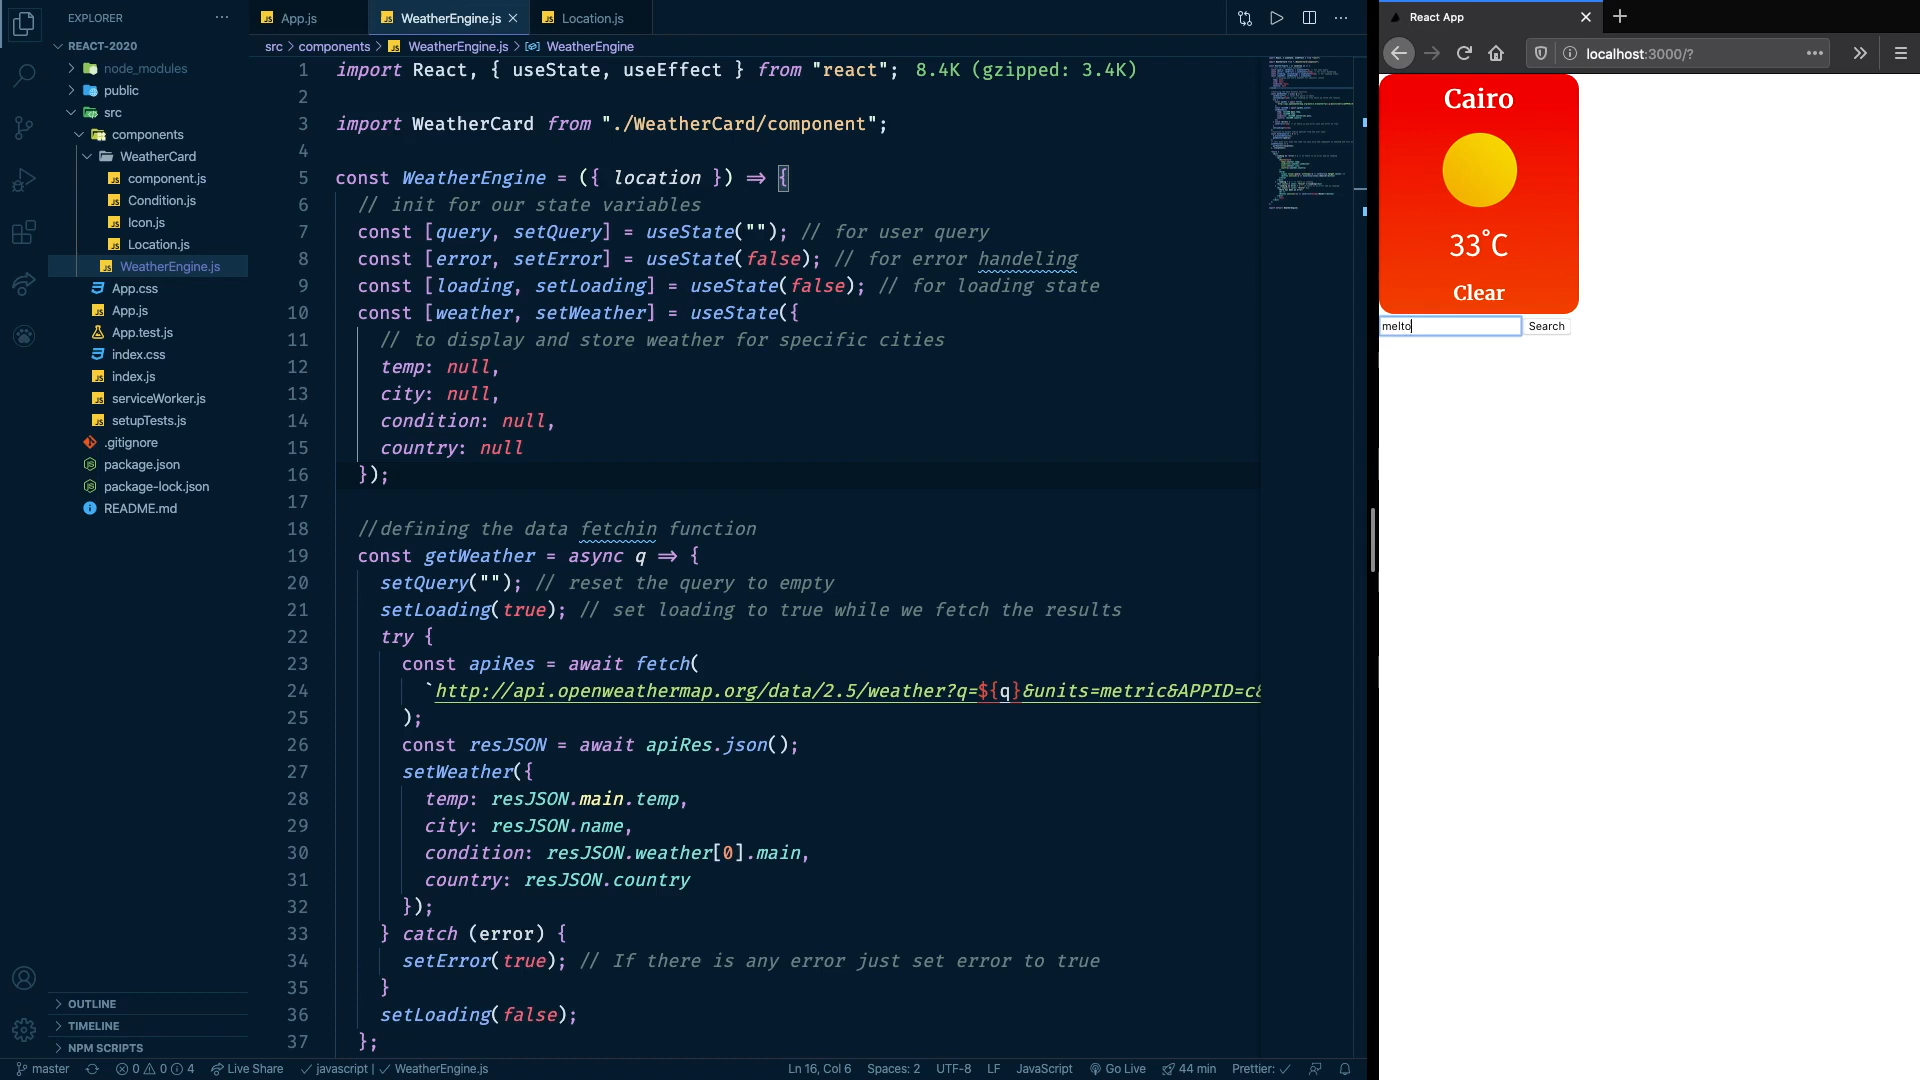 EXPLORER
REACT-2020
node_modules
public
src
components
WeatherCard
component.js
Condition.js
Icon.js
Location.js
WeatherEngine.js
App.css
App.js
App.test.js
index.css
index.js
serviceWorker.js
setupTests.js
.gitignore
package.json
package-lock.json
README.md
OUTLINE
TIMELINE
NPM SCRIPTS
App.js
WeatherEngine.js
Location.js
src > components > WeatherEngine.js > WeatherEngine
1 import React, { useState, useEffect } from "react"; 8.4K (gzipped: 3.4K)
2
3 import WeatherCard from "./WeatherCard/component";
4
5 const WeatherEngine = ({ location }) => {
6 // init for our state variables
7 const [query, setQuery] = useState(""); // for user query
8 const [error, setError] = useState(false); // for error handeling
9 const [loading, setLoading] = useState(false); // for loading state
10 const [weather, setWeather] = useState({
11 // to display and store weather for specific cities
12 temp: null,
13 city: null,
14 condition: null,
15 country: null
16 });
17
18 //defining the data fetchin function
19 const getWeather = async q => {
20 setQuery(""); // reset the query to empty
21 setLoading(true); // set loading to true while we fetch the results
22 try {
23 const apiRes = await fetch(
24 `http://api.openweathermap.org/data/2.5/weather?q=${q}&units=metric&APPID=c8
25 );
26 const resJSON = await apiRes.json();
27 setWeather({
28 temp: resJSON.main.temp,
29 city: resJSON.name,
30 condition: resJSON.weather[0].main,
31 country: resJSON.country
32 });
33 } catch (error) {
34 setError(true); // If there is any error just set error to true
35 }
36 setLoading(false);
37 };
master 0 0 4 Live Share javascript | WeatherEngine.js Ln 16, Col 6 Spaces: 2 UTF-8 LF JavaScript Go Live 44 min Prettier:
React App
localhost:3000/?
Cairo
33°C
Clear
melto
Search